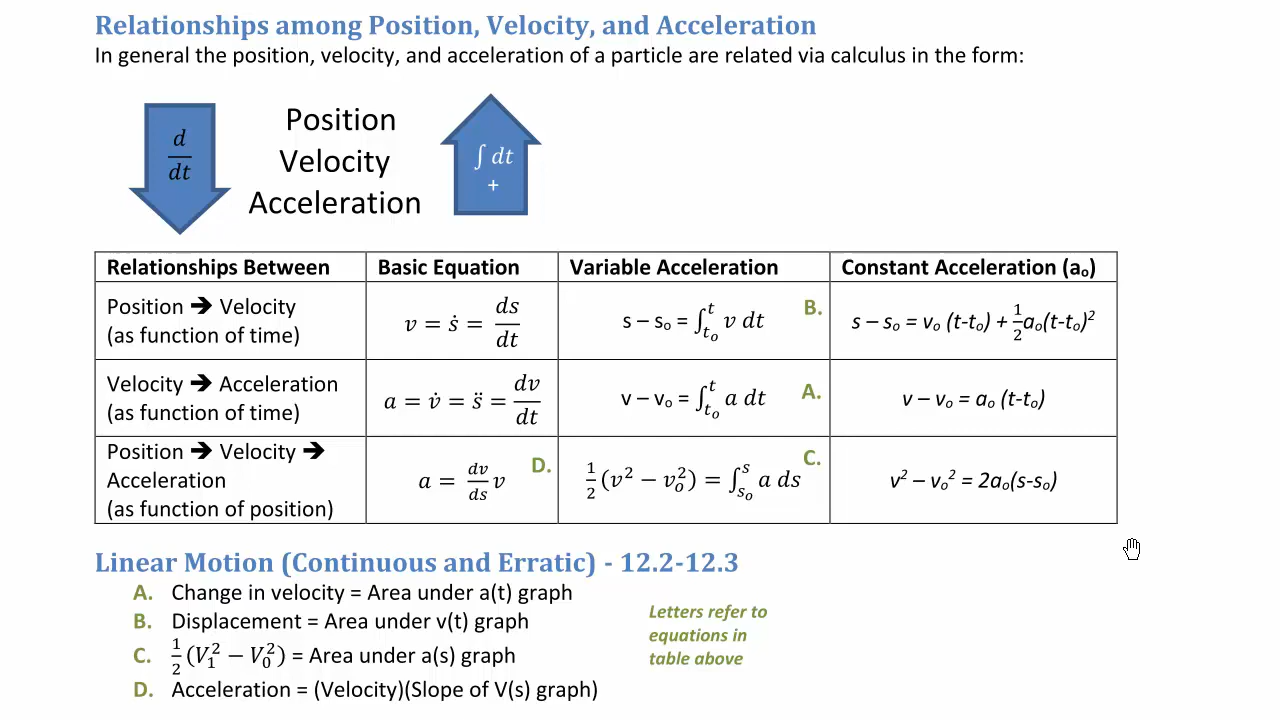 Relationships among Position, Velocity, and Acceleration
In general the position, velocity, and acceleration of a particle are related via calculus in the form:
d/dt
Position
Velocity
Acceleration
∫ dt
+
Relationships Between | Basic Equation | Variable Acceleration | Constant Acceleration (aₒ)
Position ➔ Velocity
(as function of time)
v = ṡ = ds/dt
s – sₒ = ∫_{tₒ}^{t} v dt
B.
s – sₒ = vₒ (t-tₒ) + ½aₒ(t-tₒ)²
Velocity ➔ Acceleration
(as function of time)
a = v̇ = s̈ = dv/dt
v – vₒ = ∫_{tₒ}^{t} a dt
A.
v – vₒ = aₒ (t-tₒ)
Position ➔ Velocity ➔
Acceleration
(as function of position)
a = dv/ds v
D.
½(v² − vₒ²) = ∫_{sₒ}^{s} a ds
C.
v² – vₒ² = 2aₒ(s-sₒ)
Linear Motion (Continuous and Erratic) - 12.2-12.3
A. Change in velocity = Area under a(t) graph
B. Displacement = Area under v(t) graph
C. ½(V₁² − V₀²) = Area under a(s) graph
D. Acceleration = (Velocity)(Slope of V(s) graph)
Letters refer to
equations in
table above